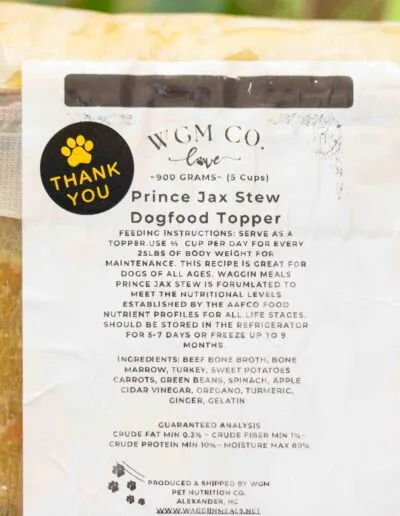 THANK
YOU
WGM CO.
love
~900 GRAMS~ (5 Cups)
Prince Jax Stew
Dogfood Topper
FEEDING INSTRUCTIONS: SERVE AS A
TOPPER.USE ½ CUP PER DAY FOR EVERY
25LBS OF BODY WEIGHT FOR
MAINTENANCE. THIS RECIPE IS GREAT FOR
DOGS OF ALL AGES. WAGGIN MEALS
PRINCE JAX STEW IS FORUMLATED TO
MEET THE NUTRITIONAL LEVELS
ESTABLISHED BY THE AAFCO FOOD
NUTRIENT PROFILES FOR ALL LIFE STAGES.
SHOULD BE STORED IN THE REFRIGERATOR
FOR 5-7 DAYS OR FREEZE UP TO 9
MONTHS.
INGREDIENTS: BEEF BONE BROTH, BONE
MARROW, TURKEY, SWEET POTATOES
CARROTS, GREEN BEANS, SPINACH, APPLE
CIDAR VINEGAR, OREGANO, TURMERIC,
GINGER, GELATIN
GUARANTEED ANALYSIS
CRUDE FAT MIN 0.3% ~ CRUDE FIBER MIN 1%~
CRUDE PROTEIN MIN 10%~ MOISTURE MAX 80%
PRODUCED & SHIPPED BY WGM
PET NUTRITION CO.
ALEXANDER, NC
WWW.WAGGINMEALS.NET